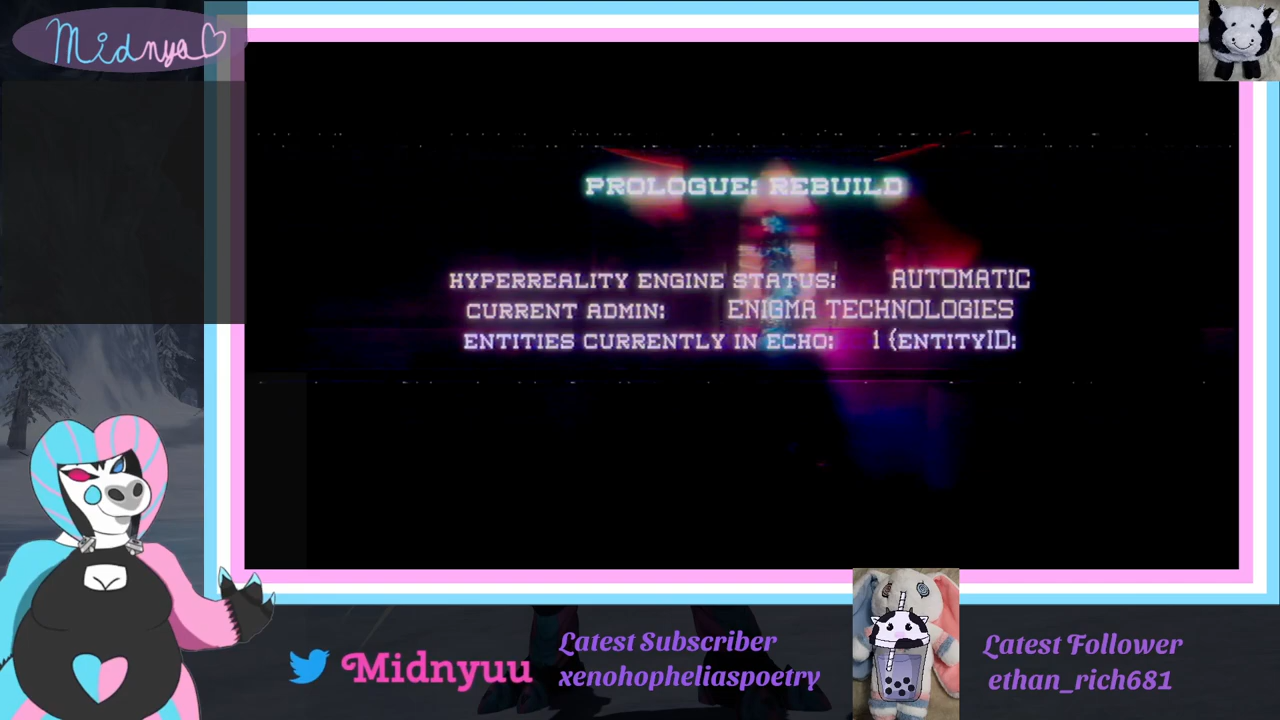 Midnya
PROLOGUE: REBUILD
HYPERREALITY ENGINE STATUS: AUTOMATIC
CURRENT ADMIN: ENIGMA TECHNOLOGIES
ENTITIES CURRENTLY IN ECHO: 1 {ENTITYID:
Midnyuu
Latest Subscriber
xenohopheliaspoetry
Latest Follower
ethan_rich681